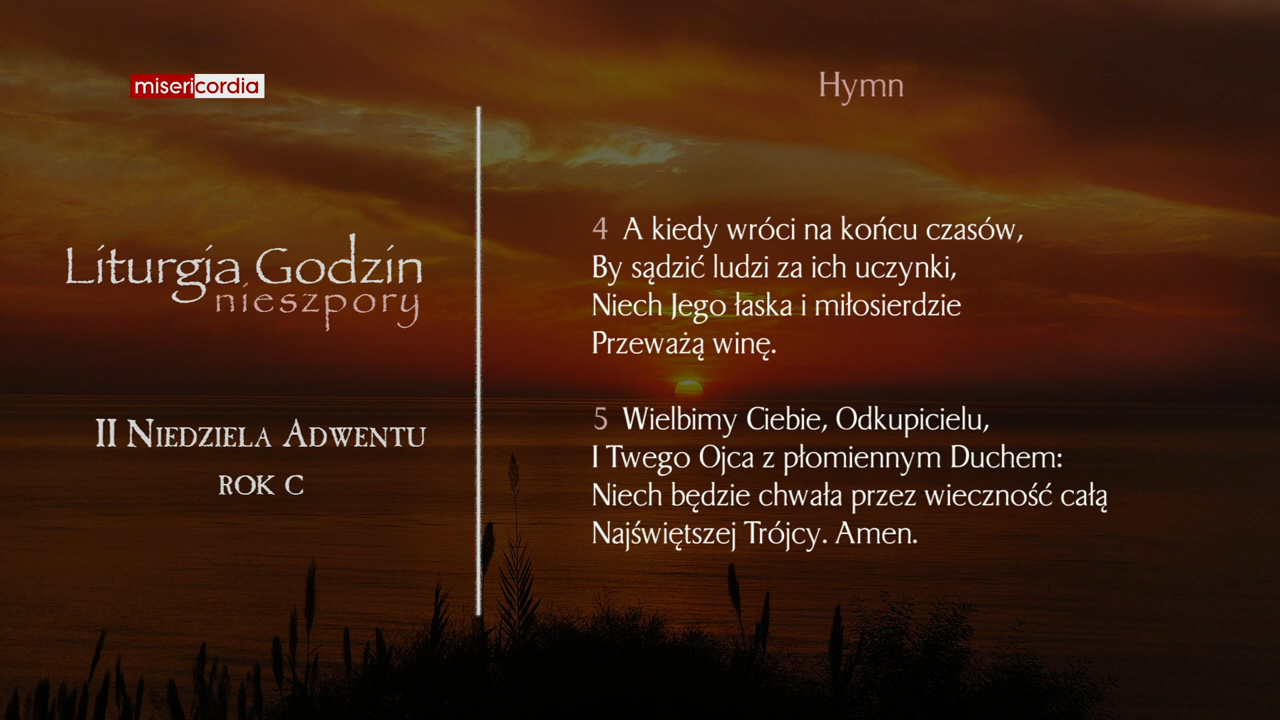 misericordia
Liturgia Godzin
nieszpory
II Niedziela Adwentu
rok C
Hymn
4 A kiedy wróci na końcu czasów,
By sądzić ludzi za ich uczynki,
Niech Jego łaska i miłosierdzie
Przeważą winę.
5 Wielbimy Ciebie, Odkupicielu,
I Twego Ojca z płomiennym Duchem:
Niech będzie chwała przez wieczność całą
Najświętszej Trójcy. Amen.